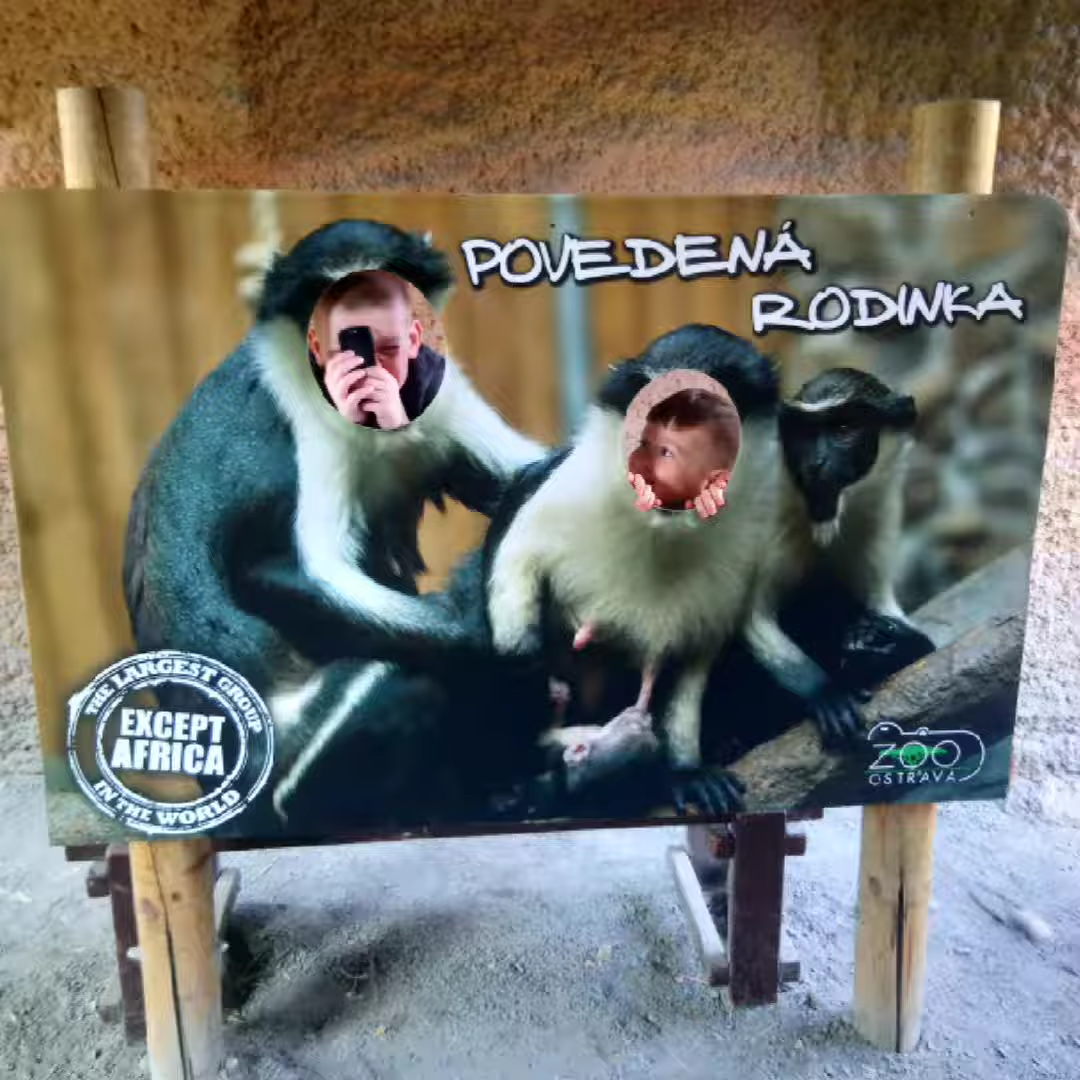 POVEDENÁ
RODINKA
THE LARGEST GROUP
EXCEPT
AFRICA
IN THE WORLD
ZOO
OSTRAVA